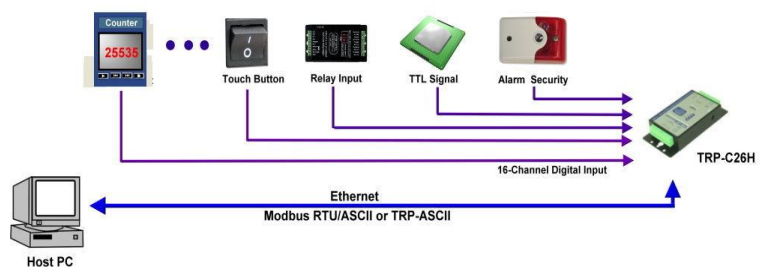 Counter
25535
Touch Button
Relay Input
TTL Signal
Alarm Security
TRP-C26H
16-Channel Digital Input
Ethernet
Modbus RTU/ASCII or TRP-ASCII
Host PC